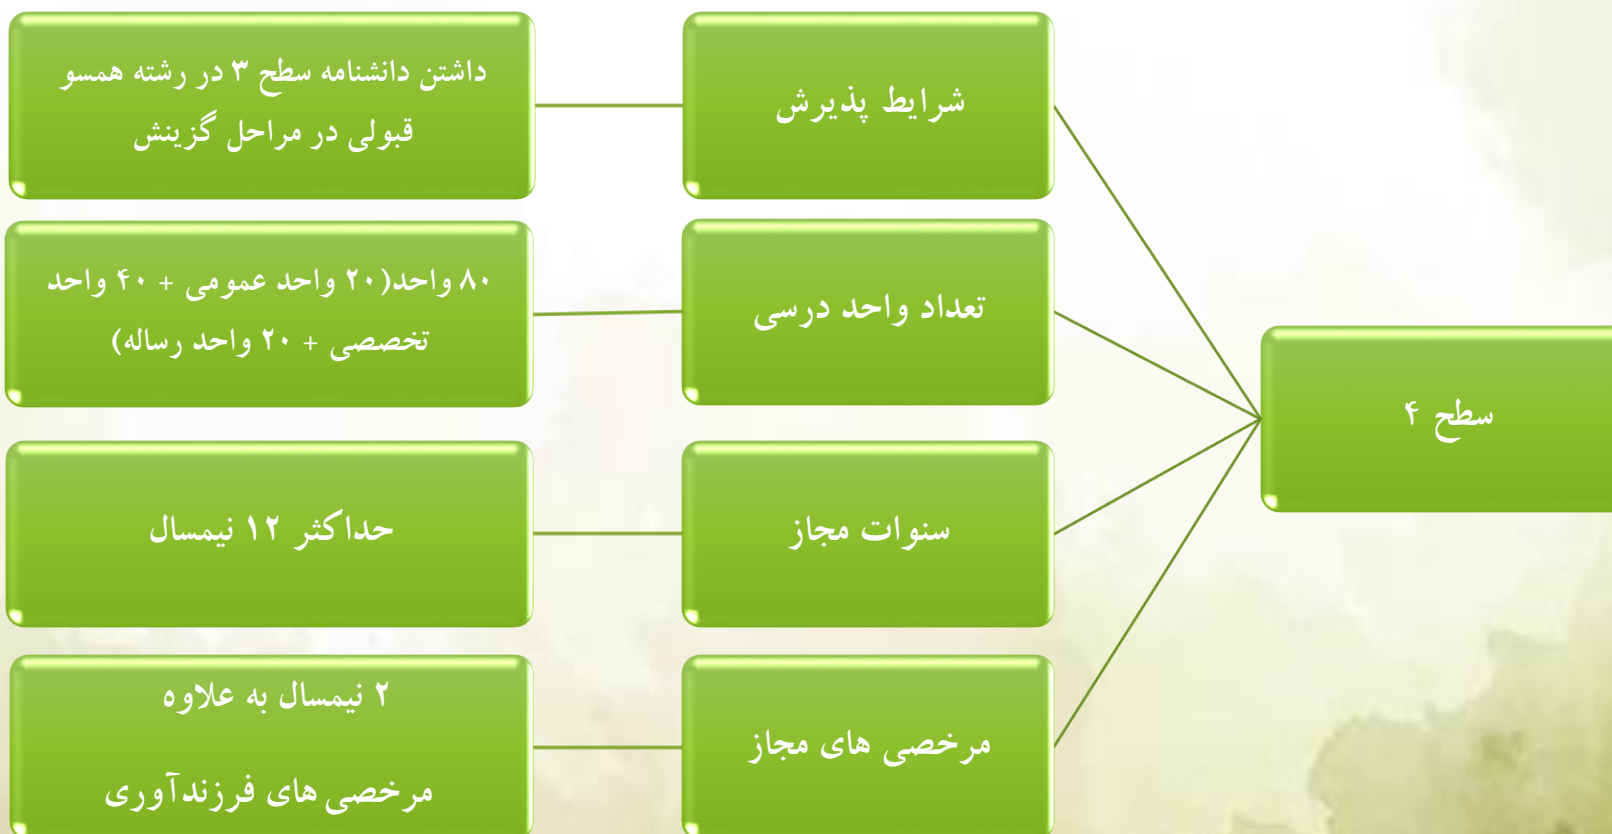 سطح ۴
شرایط پذیرش
داشتن دانشنامه سطح ۳ در رشته همسو
قبولی در مراحل گزینش
تعداد واحد درسی
۸۰ واحد(۲۰ واحد عمومی + ۴۰ واحد
تخصصی + ۲۰ واحد رساله)
سنوات مجاز
حداکثر ۱۲ نیمسال
مرخصی های مجاز
۲ نیمسال به علاوه
مرخصی های فرزندآوری